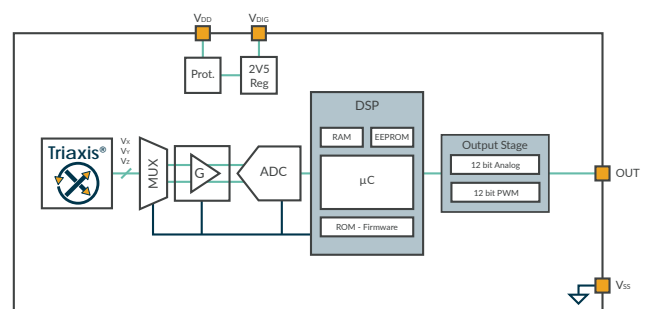 VDD
VDIG
Prot.
2V5
Reg
DSP
RAM
EEPROM
Triaxis®
VX
VY
VZ
MUX
G
ADC
µC
ROM - Firmware
Output Stage
12 bit Analog
12 bit PWM
OUT
VSS